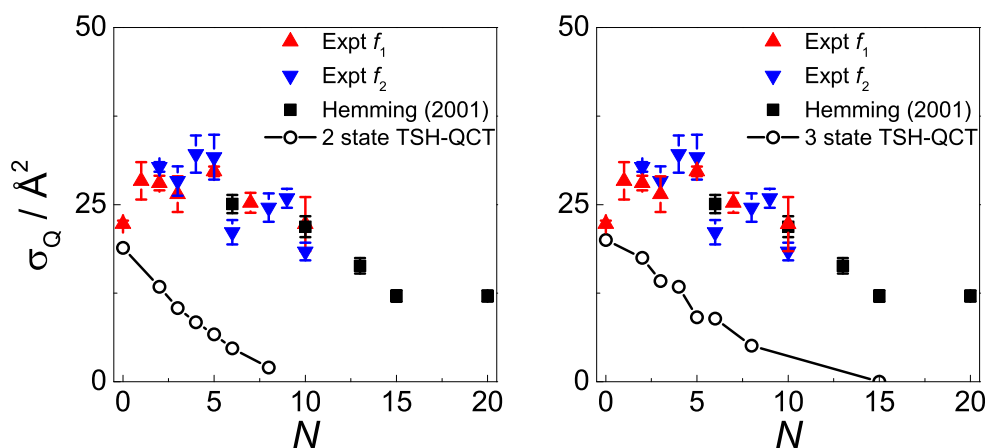 50
25
0
σQ / Å²
Expt f₁
Expt f₂
Hemming (2001)
2 state TSH-QCT
0 5 10 15 20
N
50
25
0
Expt f₁
Expt f₂
Hemming (2001)
3 state TSH-QCT
0 5 10 15 20
N